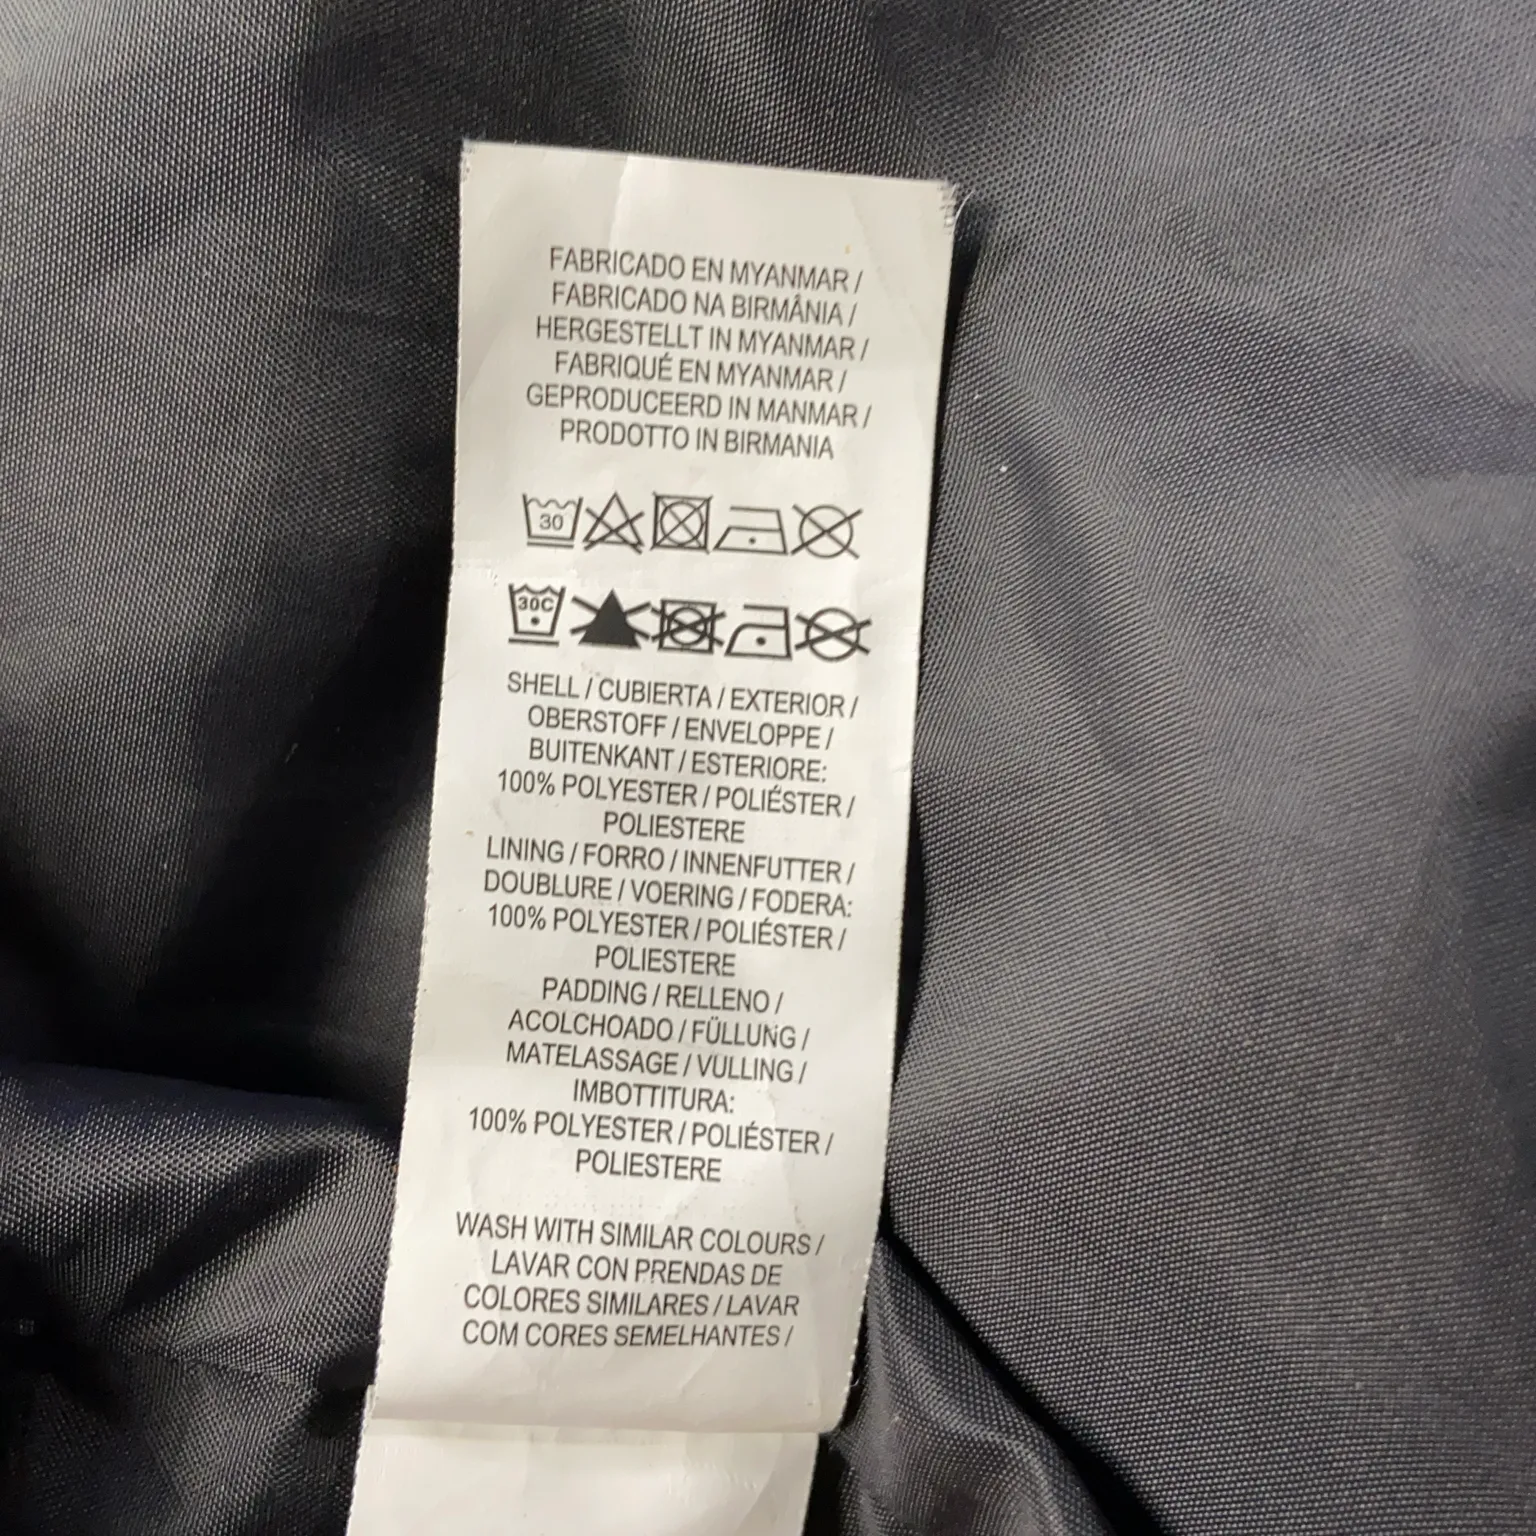 FABRICADO EN MYANMAR /
FABRICADO NA BIRMÂNIA /
HERGESTELLT IN MYANMAR /
FABRIQUÉ EN MYANMAR /
GEPRODUCEERD IN MANMAR /
PRODOTTO IN BIRMANIA
30
30C
SHELL / CUBIERTA / EXTERIOR /
OBERSTOFF / ENVELOPPE /
BUITENKANT / ESTERIORE:
100% POLYESTER / POLIÉSTER /
POLIESTERE
LINING / FORRO / INNENFUTTER /
DOUBLURE / VOERING / FODERA:
100% POLYESTER / POLIÉSTER /
POLIESTERE
PADDING / RELLENO /
ACOLCHOADO / FÜLLUNG /
MATELASSAGE / VULLING /
IMBOTTITURA:
100% POLYESTER / POLIÉSTER /
POLIESTERE
WASH WITH SIMILAR COLOURS /
LAVAR CON PRENDAS DE
COLORES SIMILARES / LAVAR
COM CORES SEMELHANTES /